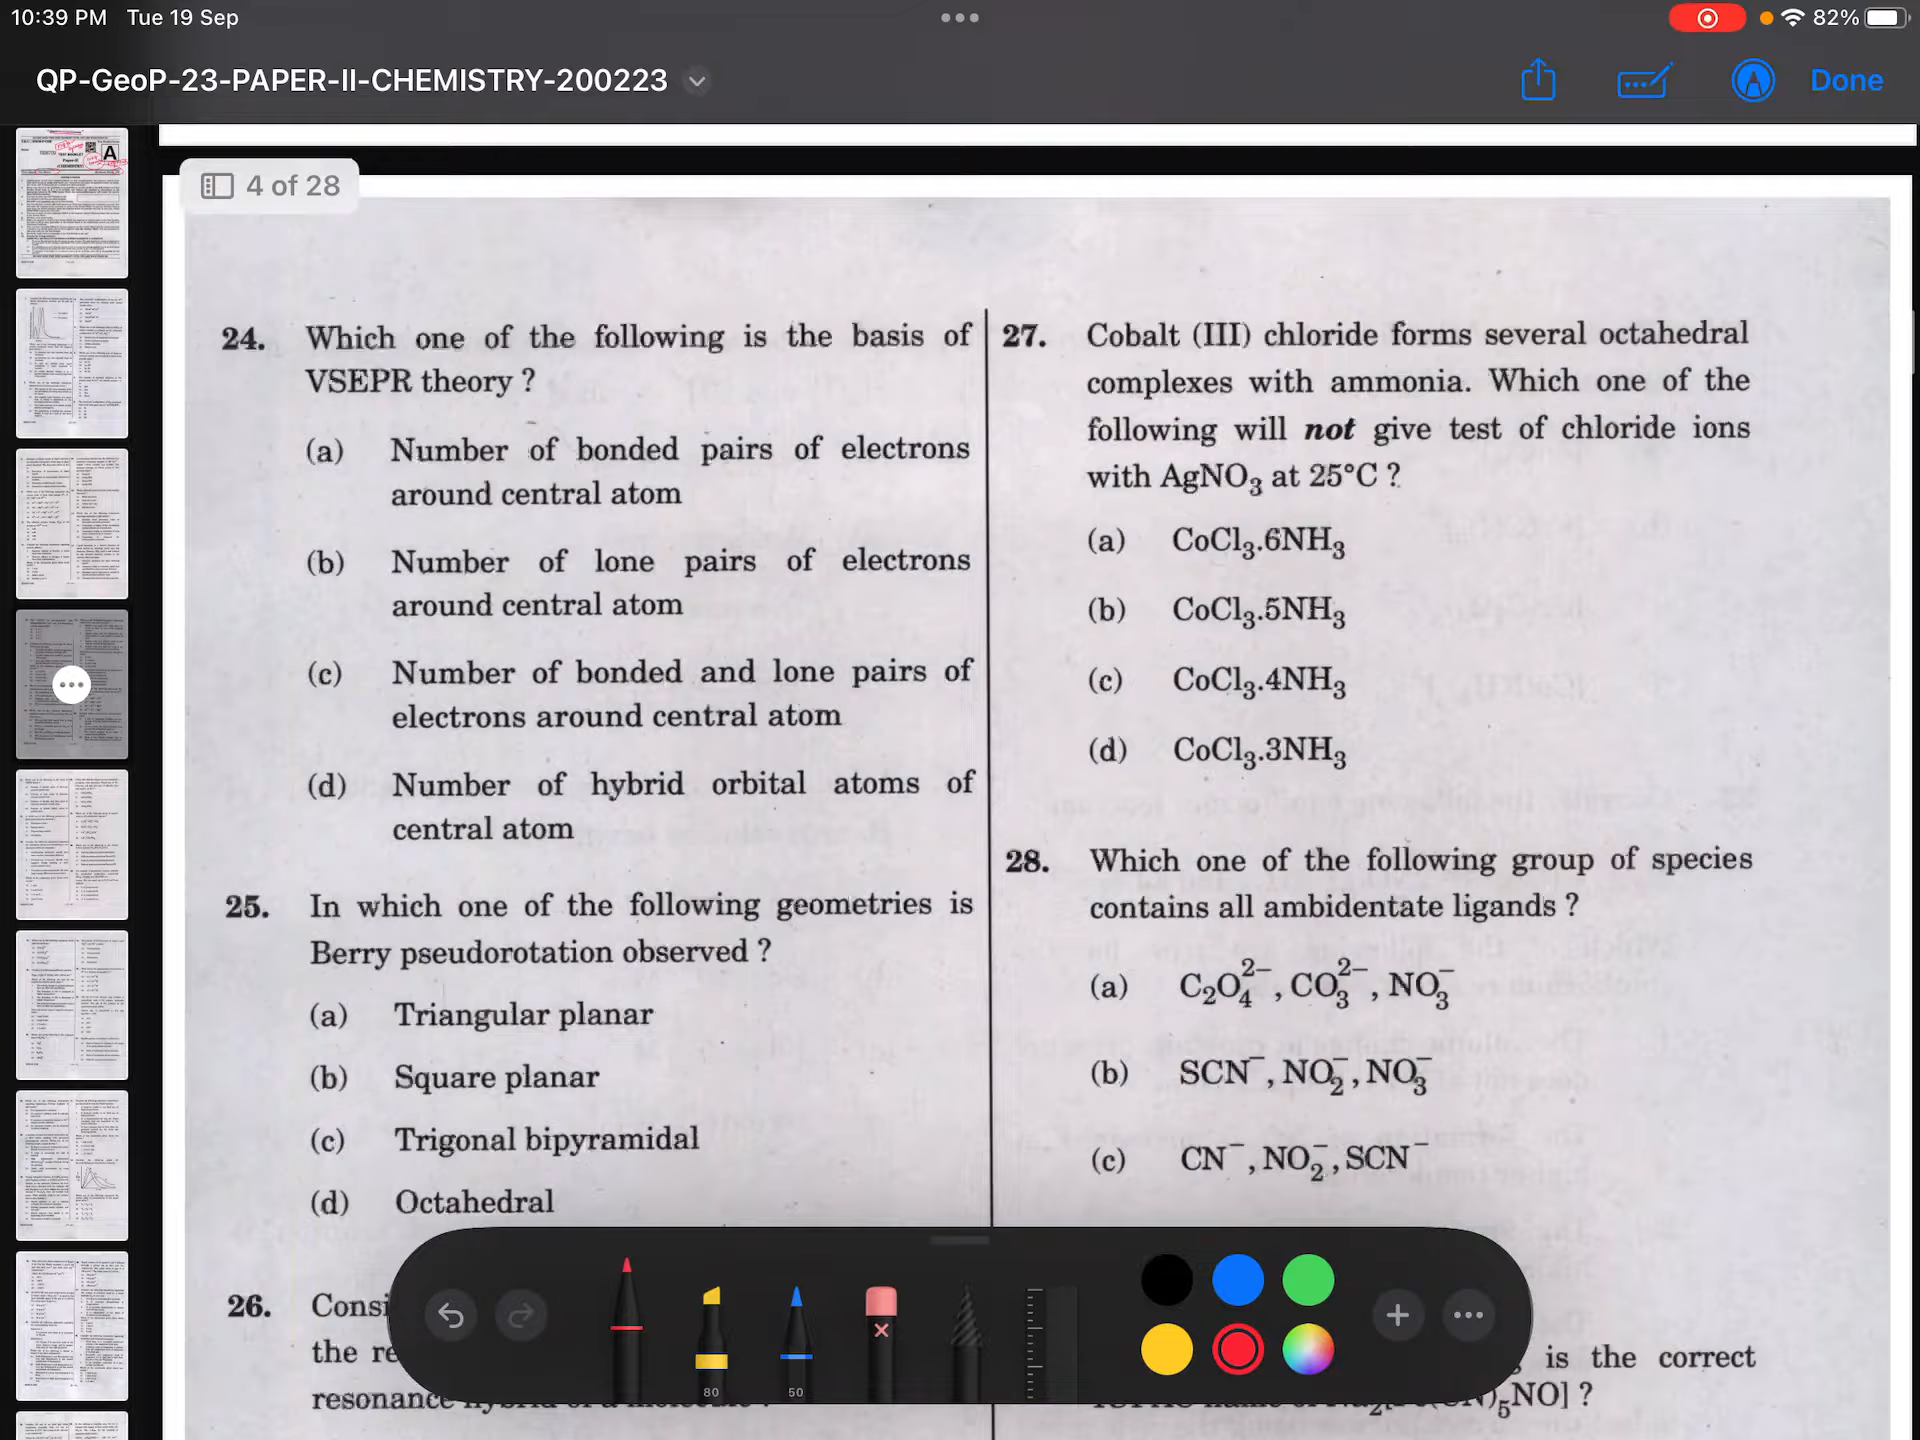 10:39 PM Tue 19 Sep
82%
QP-GeoP-23-PAPER-II-CHEMISTRY-200223
Done
4 of 28
24. Which one of the following is the basis of
VSEPR theory ?
(a) Number of bonded pairs of electrons
around central atom
(b) Number of lone pairs of electrons
around central atom
(c) Number of bonded and lone pairs of
electrons around central atom
(d) Number of hybrid orbital atoms of
central atom
25. In which one of the following geometries is
Berry pseudorotation observed ?
(a) Triangular planar
(b) Square planar
(c) Trigonal bipyramidal
(d) Octahedral
26. Consi
the re
resonance
27. Cobalt (III) chloride forms several octahedral
complexes with ammonia. Which one of the
following will not give test of chloride ions
with AgNO₃ at 25°C ?
(a) CoCl₃.6NH₃
(b) CoCl₃.5NH₃
(c) CoCl₃.4NH₃
(d) CoCl₃.3NH₃
28. Which one of the following group of species
contains all ambidentate ligands ?
(a) C₂O₄²⁻, CO₃²⁻, NO₃⁻
(b) SCN⁻, NO₂⁻, NO₃⁻
(c) CN⁻, NO₂⁻, SCN⁻
is the correct
NO] ?
80
50